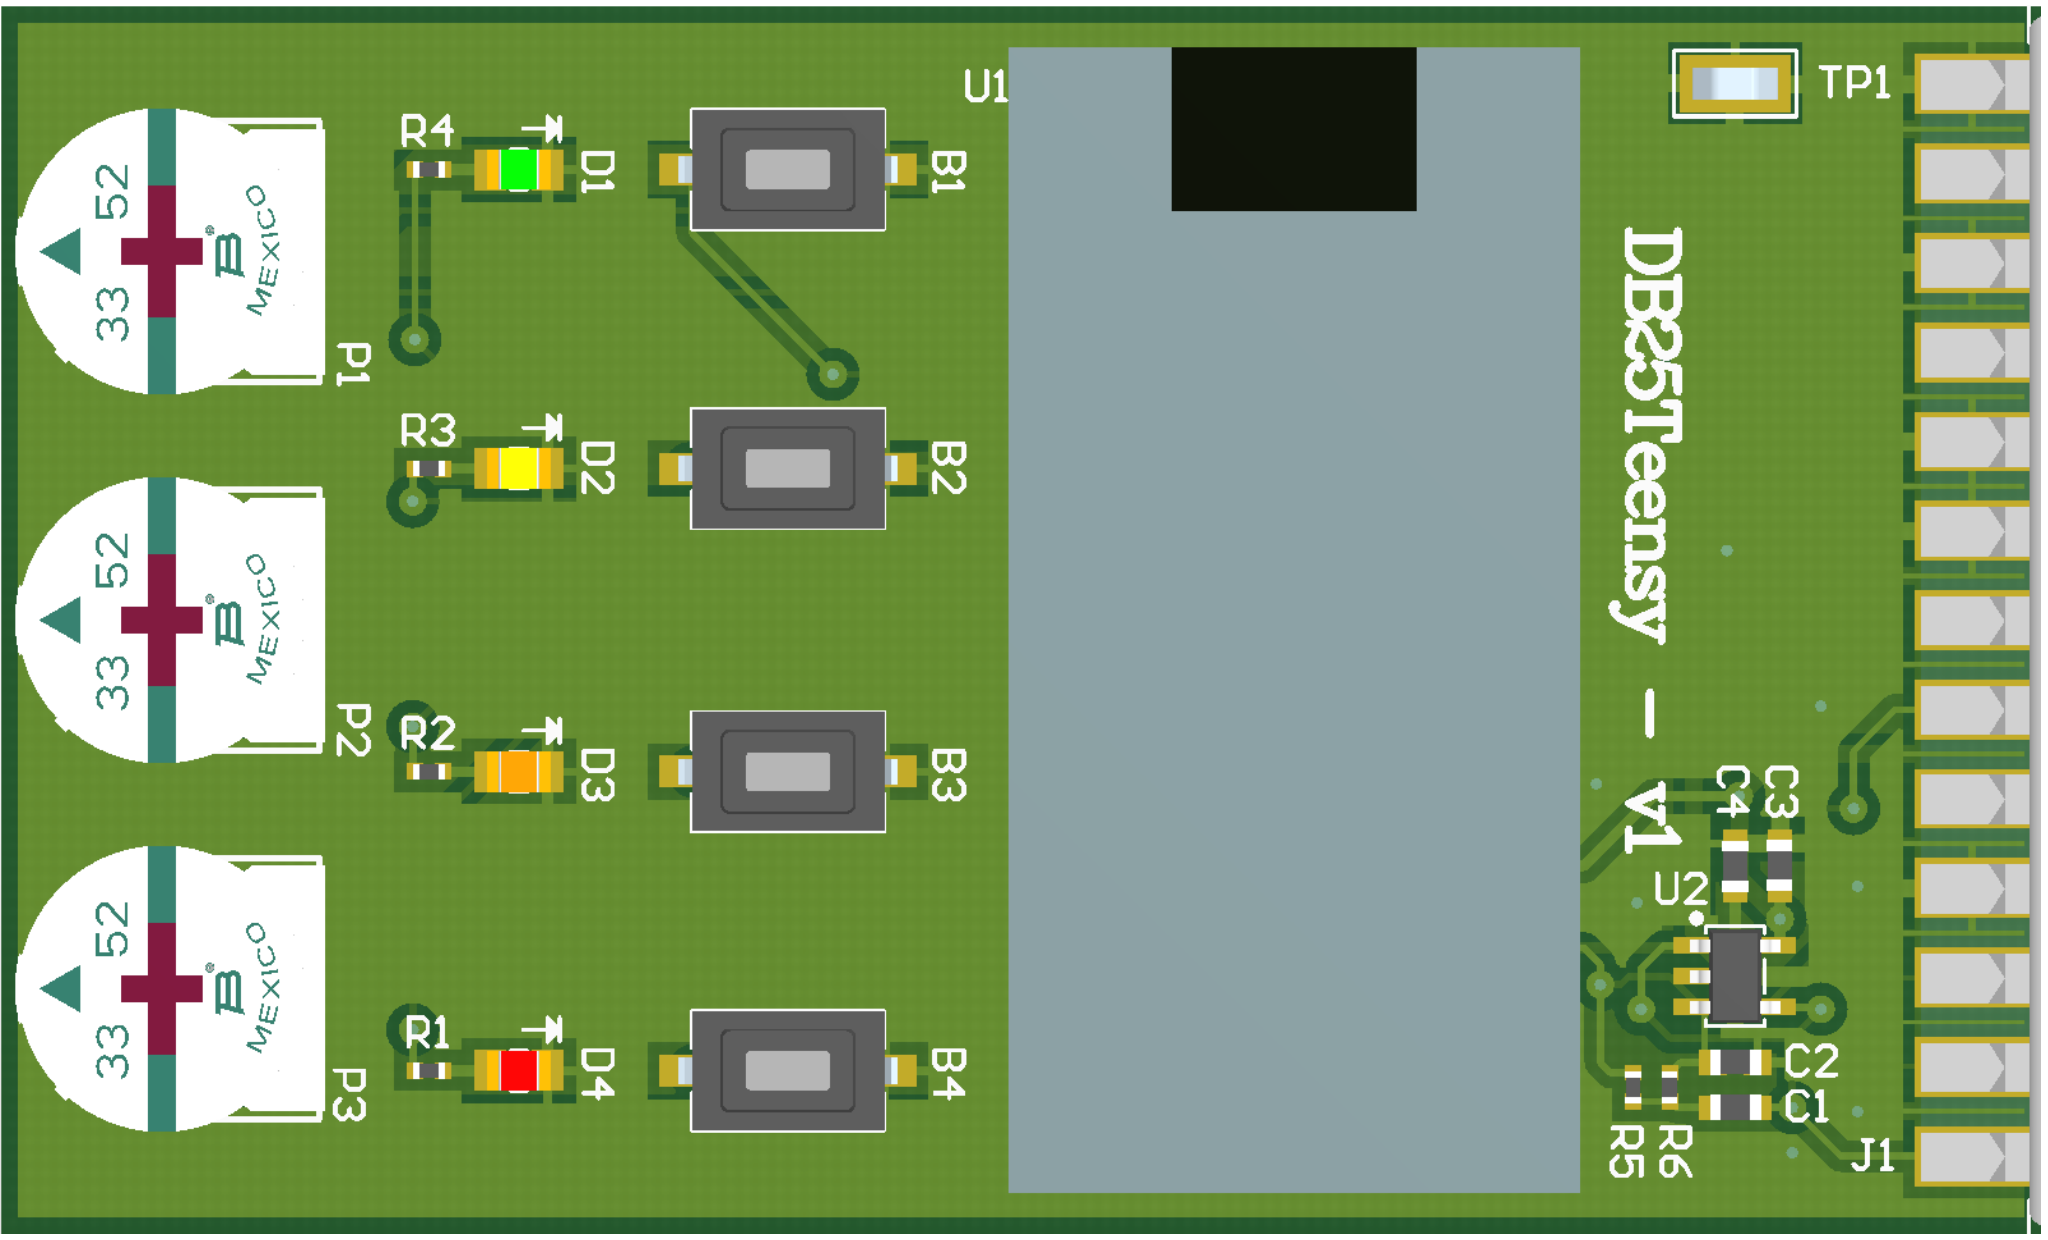 U1
TP1
R4
D1
B1
52
33
B®
MEXICO
P1
R3
D2
B2
DB25Teensy - v1
52
33
B®
MEXICO
P2
R2
D3
B3
C4
C3
U2
52
33
B®
MEXICO
P3
R1
D4
B4
C2
C1
R5
R6
J1